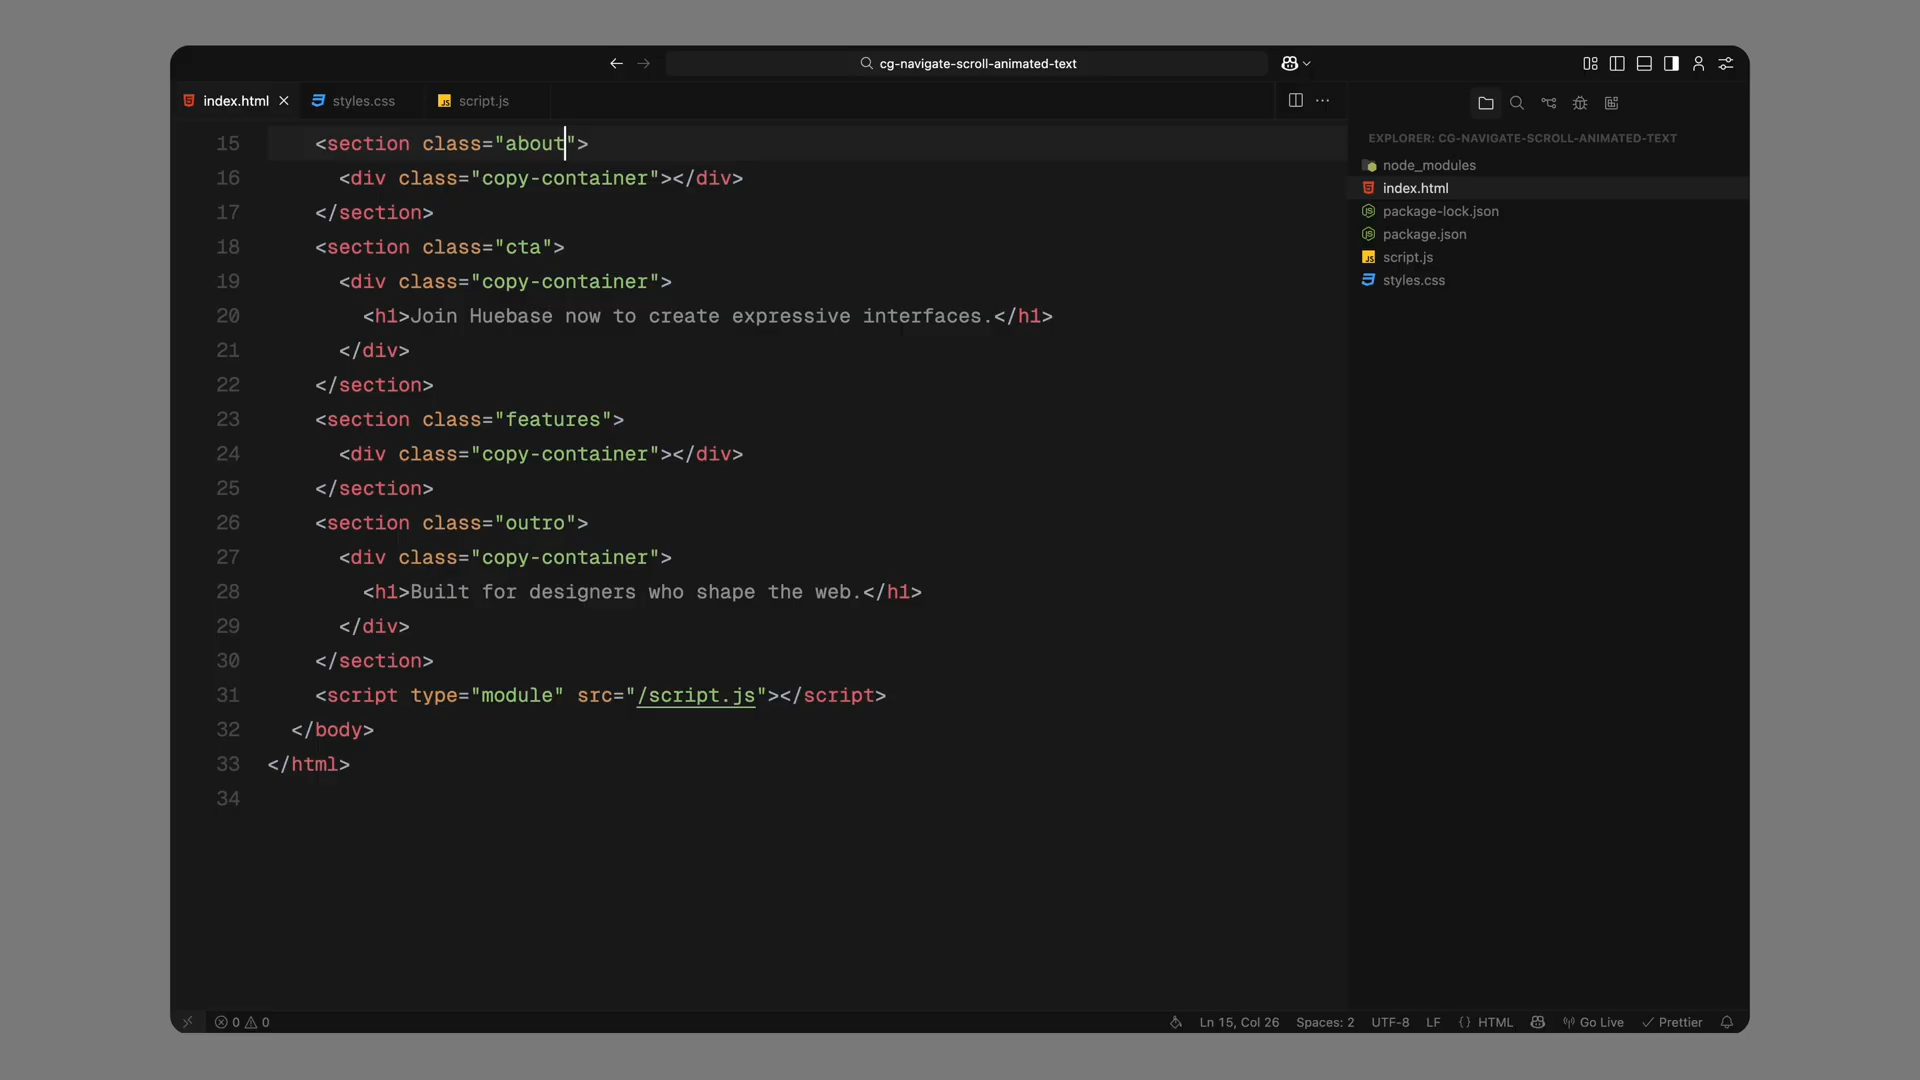 cg-navigate-scroll-animated-text
index.html
styles.css
script.js
15 <section class="about">
16 <div class="copy-container"></div>
17 </section>
18 <section class="cta">
19 <div class="copy-container">
20 <h1>Join Huebase now to create expressive interfaces.</h1>
21 </div>
22 </section>
23 <section class="features">
24 <div class="copy-container"></div>
25 </section>
26 <section class="outro">
27 <div class="copy-container">
28 <h1>Built for designers who shape the web.</h1>
29 </div>
30 </section>
31 <script type="module" src="/script.js"></script>
32 </body>
33 </html>
34
EXPLORER: CG-NAVIGATE-SCROLL-ANIMATED-TEXT
node_modules
index.html
package-lock.json
package.json
script.js
styles.css
0 0
Ln 15, Col 26
Spaces: 2
UTF-8
LF
{} HTML
Go Live
Prettier